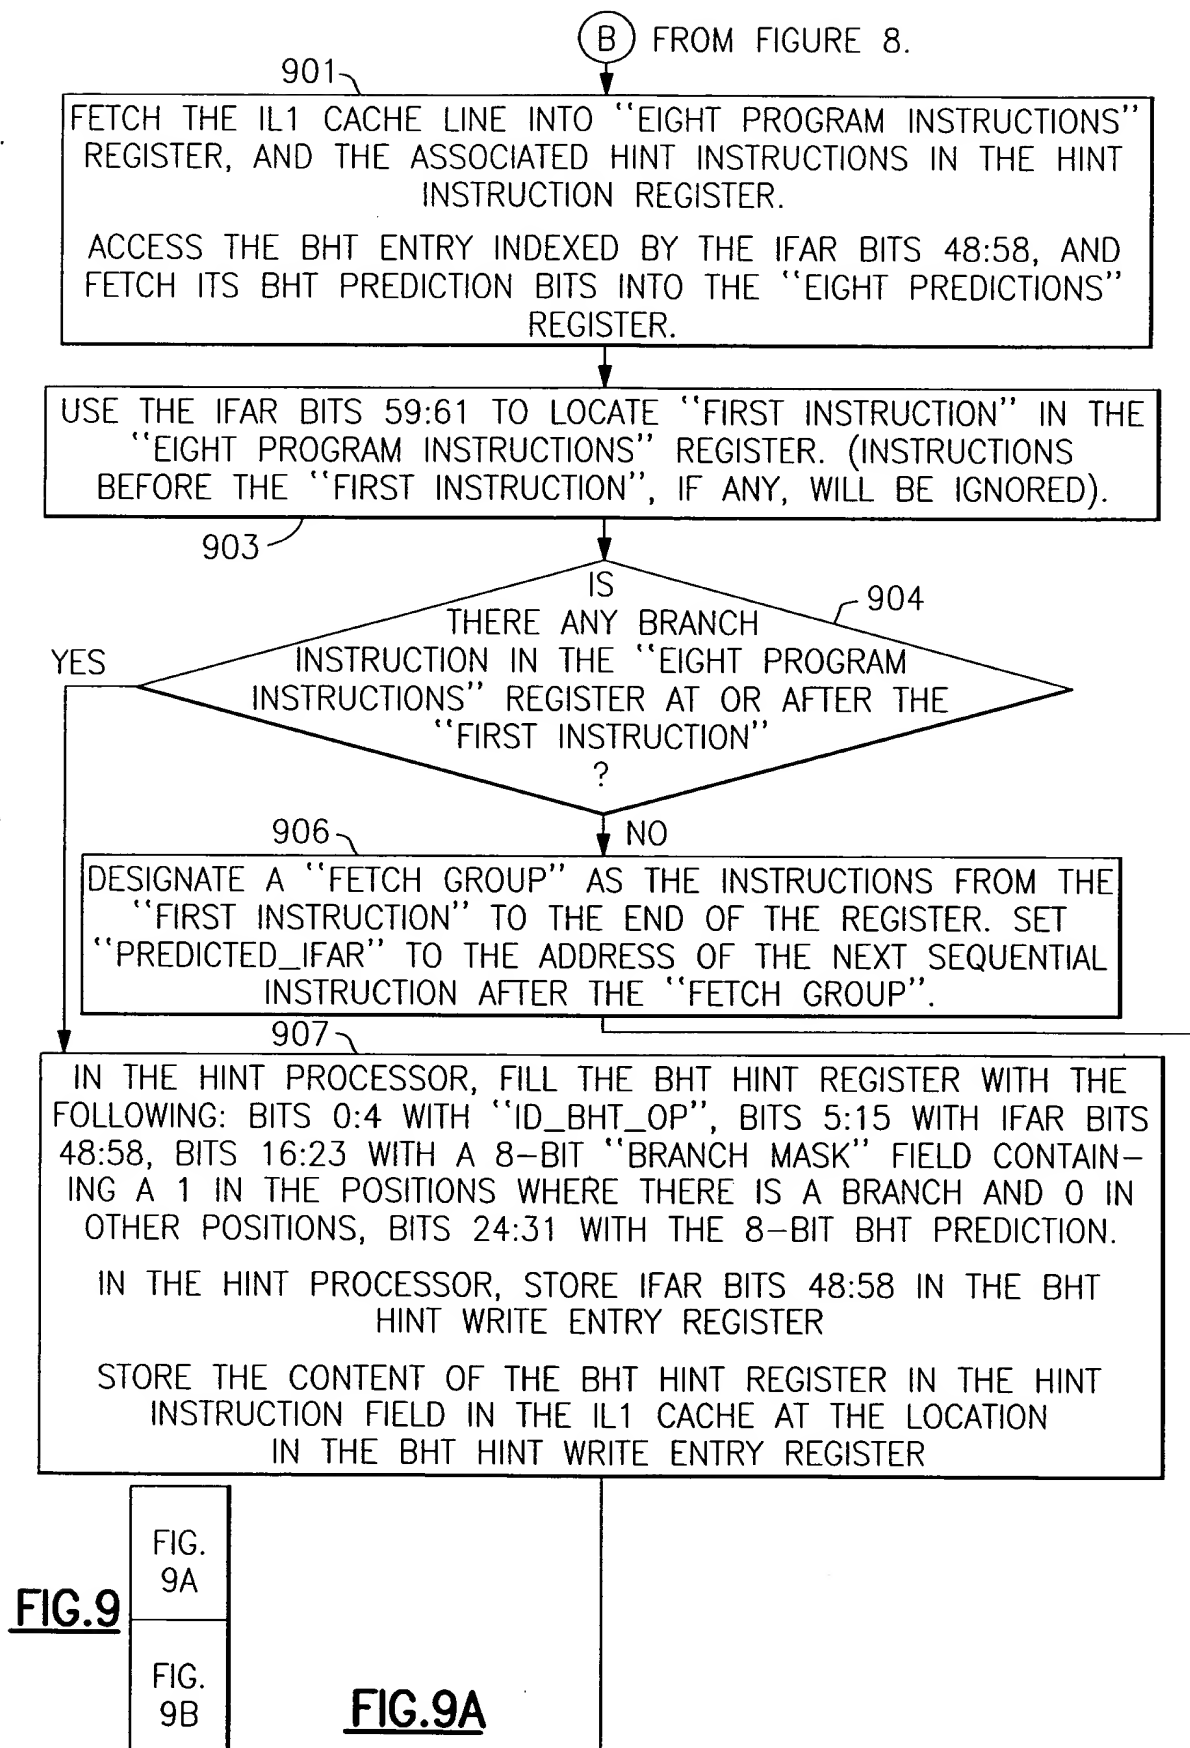 B FROM FIGURE 8.
901
FETCH THE IL1 CACHE LINE INTO "EIGHT PROGRAM INSTRUCTIONS"
REGISTER, AND THE ASSOCIATED HINT INSTRUCTIONS IN THE HINT
INSTRUCTION REGISTER.
ACCESS THE BHT ENTRY INDEXED BY THE IFAR BITS 48:58, AND
FETCH ITS BHT PREDICTION BITS INTO THE "EIGHT PREDICTIONS"
REGISTER.
USE THE IFAR BITS 59:61 TO LOCATE "FIRST INSTRUCTION" IN THE
"EIGHT PROGRAM INSTRUCTIONS" REGISTER. (INSTRUCTIONS
BEFORE THE "FIRST INSTRUCTION", IF ANY, WILL BE IGNORED).
903
IS
THERE ANY BRANCH
INSTRUCTION IN THE "EIGHT PROGRAM
INSTRUCTIONS" REGISTER AT OR AFTER THE
"FIRST INSTRUCTION"
?
904
YES
NO
906
DESIGNATE A "FETCH GROUP" AS THE INSTRUCTIONS FROM THE
"FIRST INSTRUCTION" TO THE END OF THE REGISTER. SET
"PREDICTED_IFAR" TO THE ADDRESS OF THE NEXT SEQUENTIAL
INSTRUCTION AFTER THE "FETCH GROUP".
907
IN THE HINT PROCESSOR, FILL THE BHT HINT REGISTER WITH THE
FOLLOWING: BITS 0:4 WITH "ID_BHT_OP", BITS 5:15 WITH IFAR BITS
48:58, BITS 16:23 WITH A 8-BIT "BRANCH MASK" FIELD CONTAIN-
ING A 1 IN THE POSITIONS WHERE THERE IS A BRANCH AND 0 IN
OTHER POSITIONS, BITS 24:31 WITH THE 8-BIT BHT PREDICTION.
IN THE HINT PROCESSOR, STORE IFAR BITS 48:58 IN THE BHT
HINT WRITE ENTRY REGISTER
STORE THE CONTENT OF THE BHT HINT REGISTER IN THE HINT
INSTRUCTION FIELD IN THE IL1 CACHE AT THE LOCATION
IN THE BHT HINT WRITE ENTRY REGISTER
FIG.9
FIG.
9A
FIG.
9B
FIG.9A